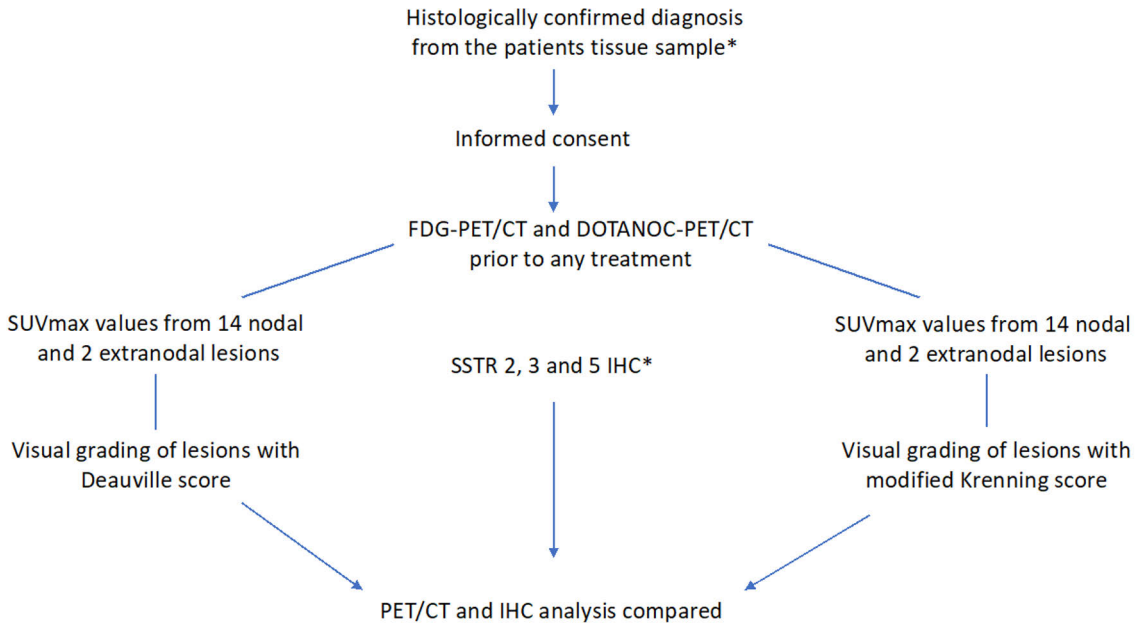 Histologically confirmed diagnosis
from the patients tissue sample*
Informed consent
FDG-PET/CT and DOTANOC-PET/CT
prior to any treatment
SUVmax values from 14 nodal
and 2 extranodal lesions
SSTR 2, 3 and 5 IHC*
SUVmax values from 14 nodal
and 2 extranodal lesions
Visual grading of lesions with
Deauville score
Visual grading of lesions with
modified Krenning score
PET/CT and IHC analysis compared